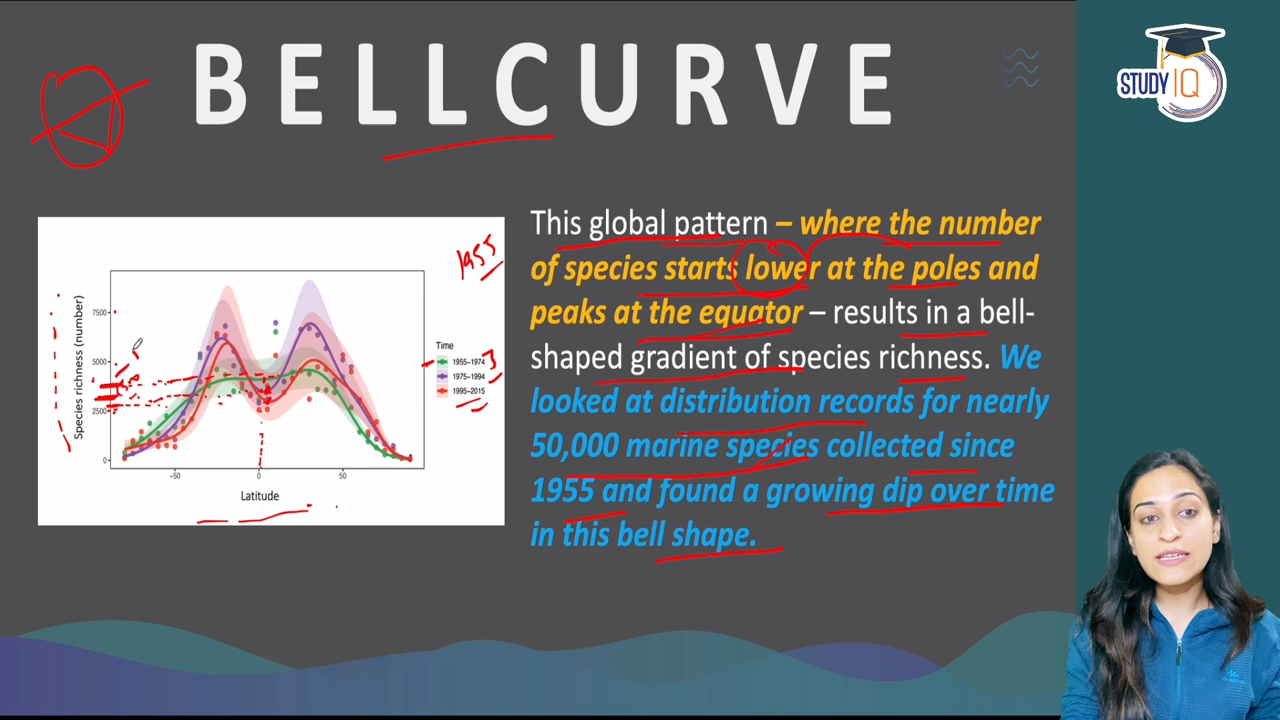 BELLCURVE
STUDY IQ
This global pattern – where the number
of species starts lower at the poles and
peaks at the equator – results in a bell-
shaped gradient of species richness. We
looked at distribution records for nearly
50,000 marine species collected since
1955 and found a growing dip over time
in this bell shape.
1955
Species richness (number)
7500
5000
2500
0
-50
0
50
Latitude
Time
1955-1974
1975-1994
1995-2015